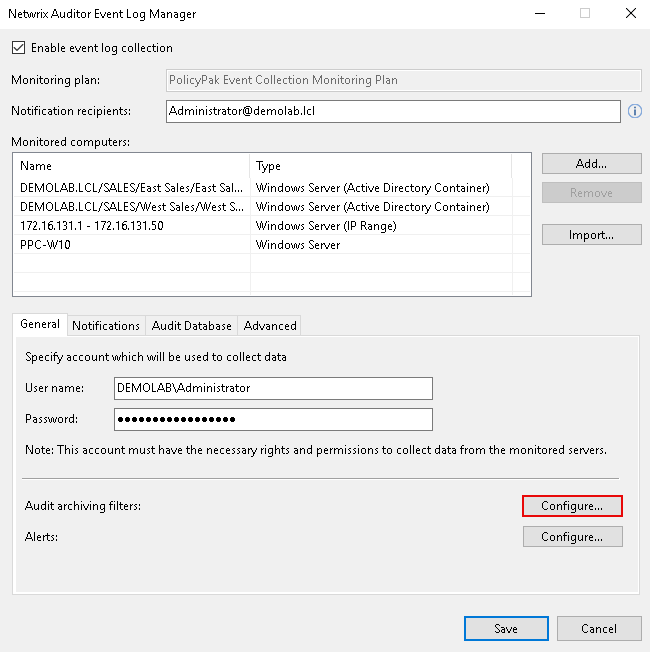 Netwrix Auditor Event Log Manager
Enable event log collection
Monitoring plan: PolicyPak Event Collection Monitoring Plan
Notification recipients: Administrator@demolab.lcl
Monitored computers:
Name Type
DEMOLAB.LCL/SALES/East Sales/East Sal... Windows Server (Active Directory Container)
DEMOLAB.LCL/SALES/West Sales/West S... Windows Server (Active Directory Container)
172.16.131.1 - 172.16.131.50 Windows Server (IP Range)
PPC-W10 Windows Server
Add...
Remove
Import...
General Notifications Audit Database Advanced
Specify account which will be used to collect data
User name: DEMOLAB\Administrator
Password: ●●●●●●●●●●●●●●●●●
Note: This account must have the necessary rights and permissions to collect data from the monitored servers.
Audit archiving filters: Configure...
Alerts: Configure...
Save Cancel